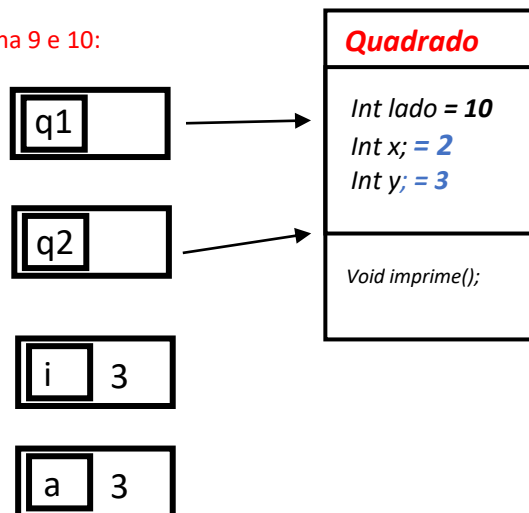 na 9 e 10:
Quadrado
q1
Int lado = 10
Int x; = 2
Int y; = 3
q2
Void imprime();
i 3
a 3